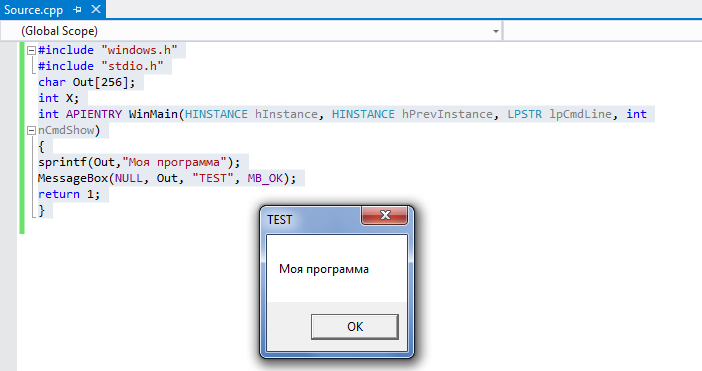 Source.cpp
(Global Scope)
#include "windows.h"
#include "stdio.h"
char Out[256];
int X;
int APIENTRY WinMain(HINSTANCE hInstance, HINSTANCE hPrevInstance, LPSTR lpCmdLine, int
nCmdShow)
{
sprintf(Out,"Моя программа");
MessageBox(NULL, Out, "TEST", MB_OK);
return 1;
}
TEST
Моя программа
OK